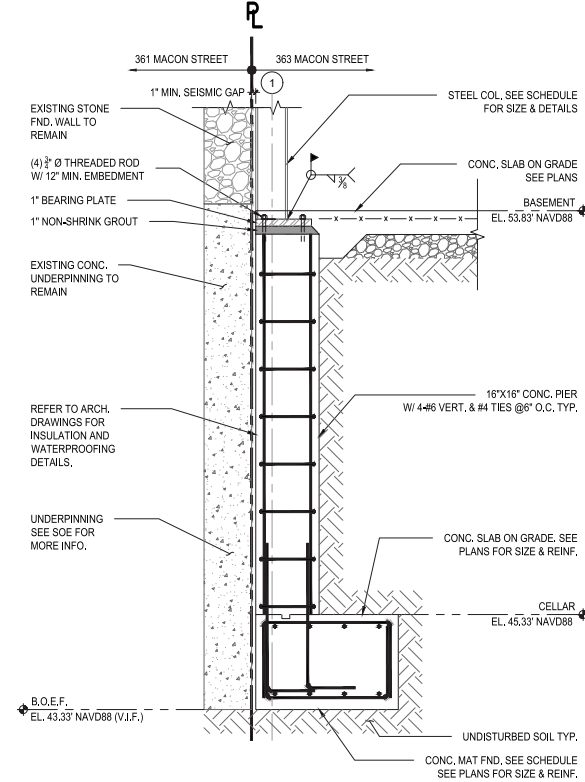 PL
361 MACON STREET
363 MACON STREET
1" MIN. SEISMIC GAP
1
EXISTING STONE
FND. WALL TO
REMAIN
STEEL COL. SEE SCHEDULE
FOR SIZE & DETAILS
(4) 3/4" Ø THREADED ROD
W/ 12" MIN. EMBEDMENT
3/8
CONC. SLAB ON GRADE
SEE PLANS
1" BEARING PLATE
BASEMENT
EL. 53.83' NAVD88
1" NON-SHRINK GROUT
EXISTING CONC.
UNDERPINNING TO
REMAIN
16"X16" CONC. PIER
W/ 4-#6 VERT. & #4 TIES @6" O.C. TYP.
REFER TO ARCH.
DRAWINGS FOR
INSULATION AND
WATERPROOFING
DETAILS.
UNDERPINNING
SEE SOE FOR
MORE INFO.
CONC. SLAB ON GRADE. SEE
PLANS FOR SIZE & REINF.
CELLAR
EL. 45.33' NAVD88
B.O.E.F.
EL. 43.33' NAVD88 (V.I.F.)
UNDISTURBED SOIL TYP.
CONC. MAT FND. SEE SCHEDULE
SEE PLANS FOR SIZE & REINF.